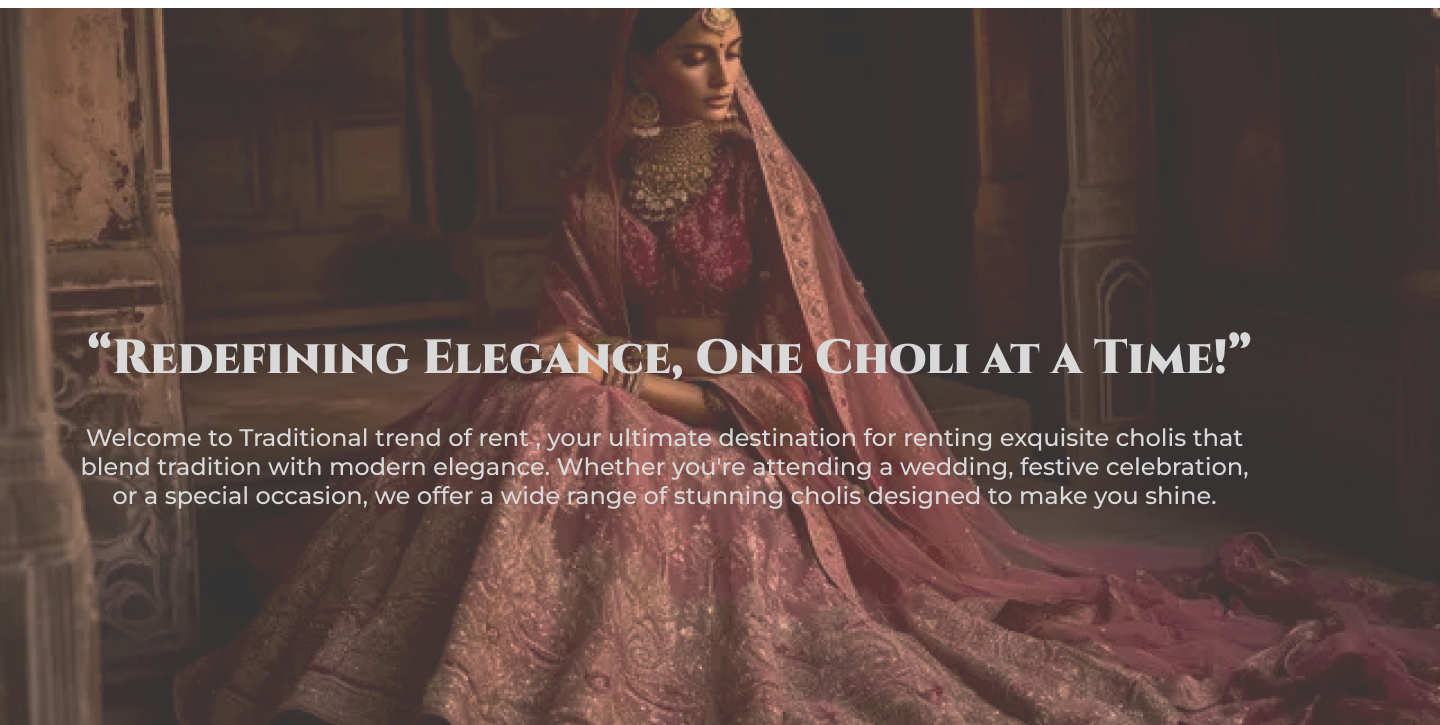 “Redefining Elegance, One Choli at a Time!”
Welcome to Traditional trend of rent , your ultimate destination for renting exquisite cholis that
blend tradition with modern elegance. Whether you're attending a wedding, festive celebration,
or a special occasion, we offer a wide range of stunning cholis designed to make you shine.